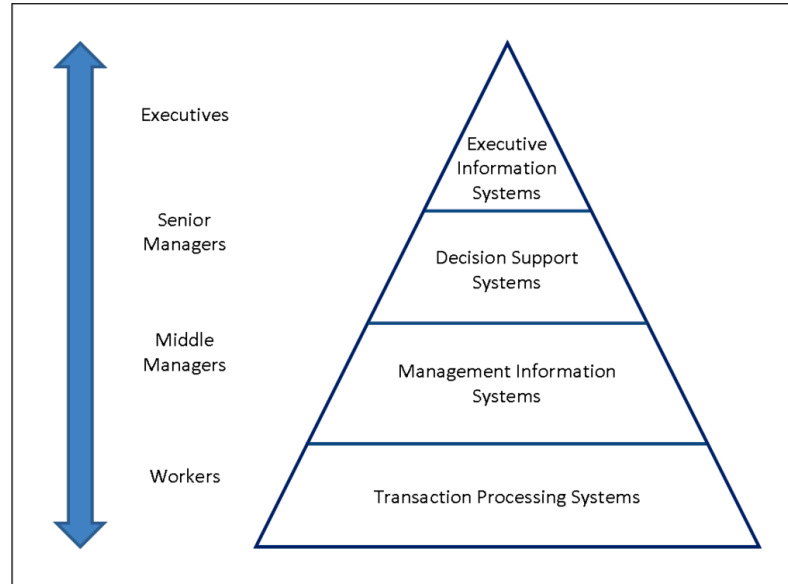 Executives
Executive
Information
Systems
Senior
Managers
Decision Support
Systems
Middle
Managers
Management Information
Systems
Workers
Transaction Processing Systems